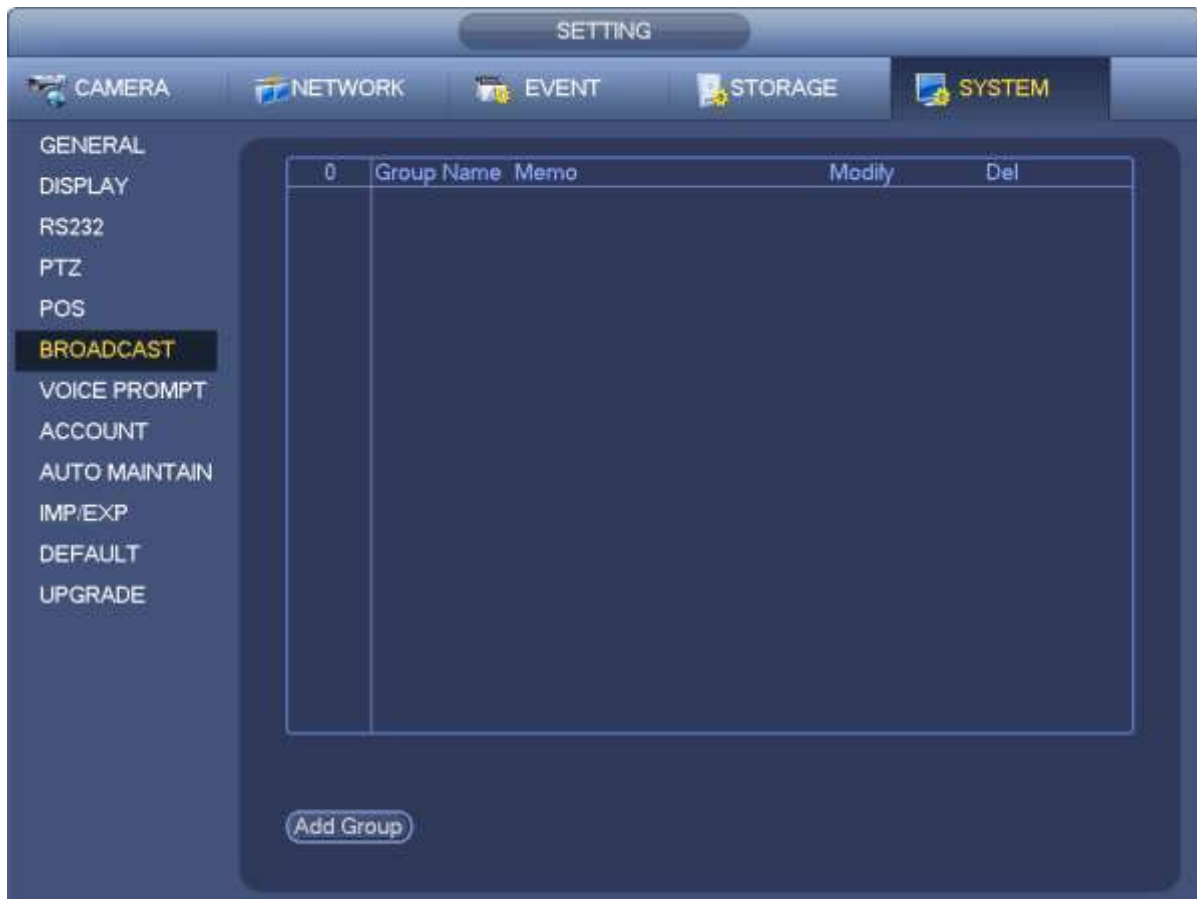 SETTING
CAMERA NETWORK EVENT STORAGE SYSTEM
GENERAL
DISPLAY
RS232
PTZ
POS
BROADCAST
VOICE PROMPT
ACCOUNT
AUTO MAINTAIN
IMP/EXP
DEFAULT
UPGRADE
0 Group Name Memo Modify Del
Add Group